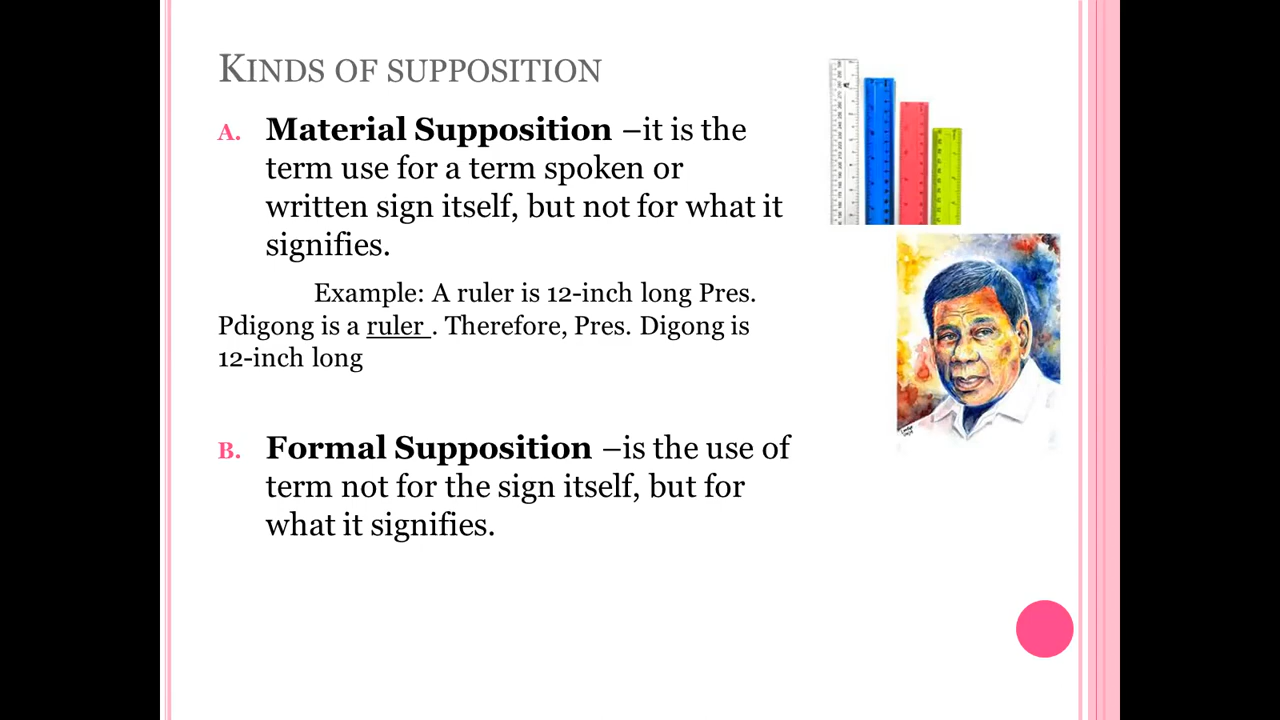 KINDS OF SUPPOSITION
A. Material Supposition –it is the
term use for a term spoken or
written sign itself, but not for what it
signifies.
Example: A ruler is 12-inch long Pres.
Pdigong is a ruler . Therefore, Pres. Digong is
12-inch long
B. Formal Supposition –is the use of
term not for the sign itself, but for
what it signifies.